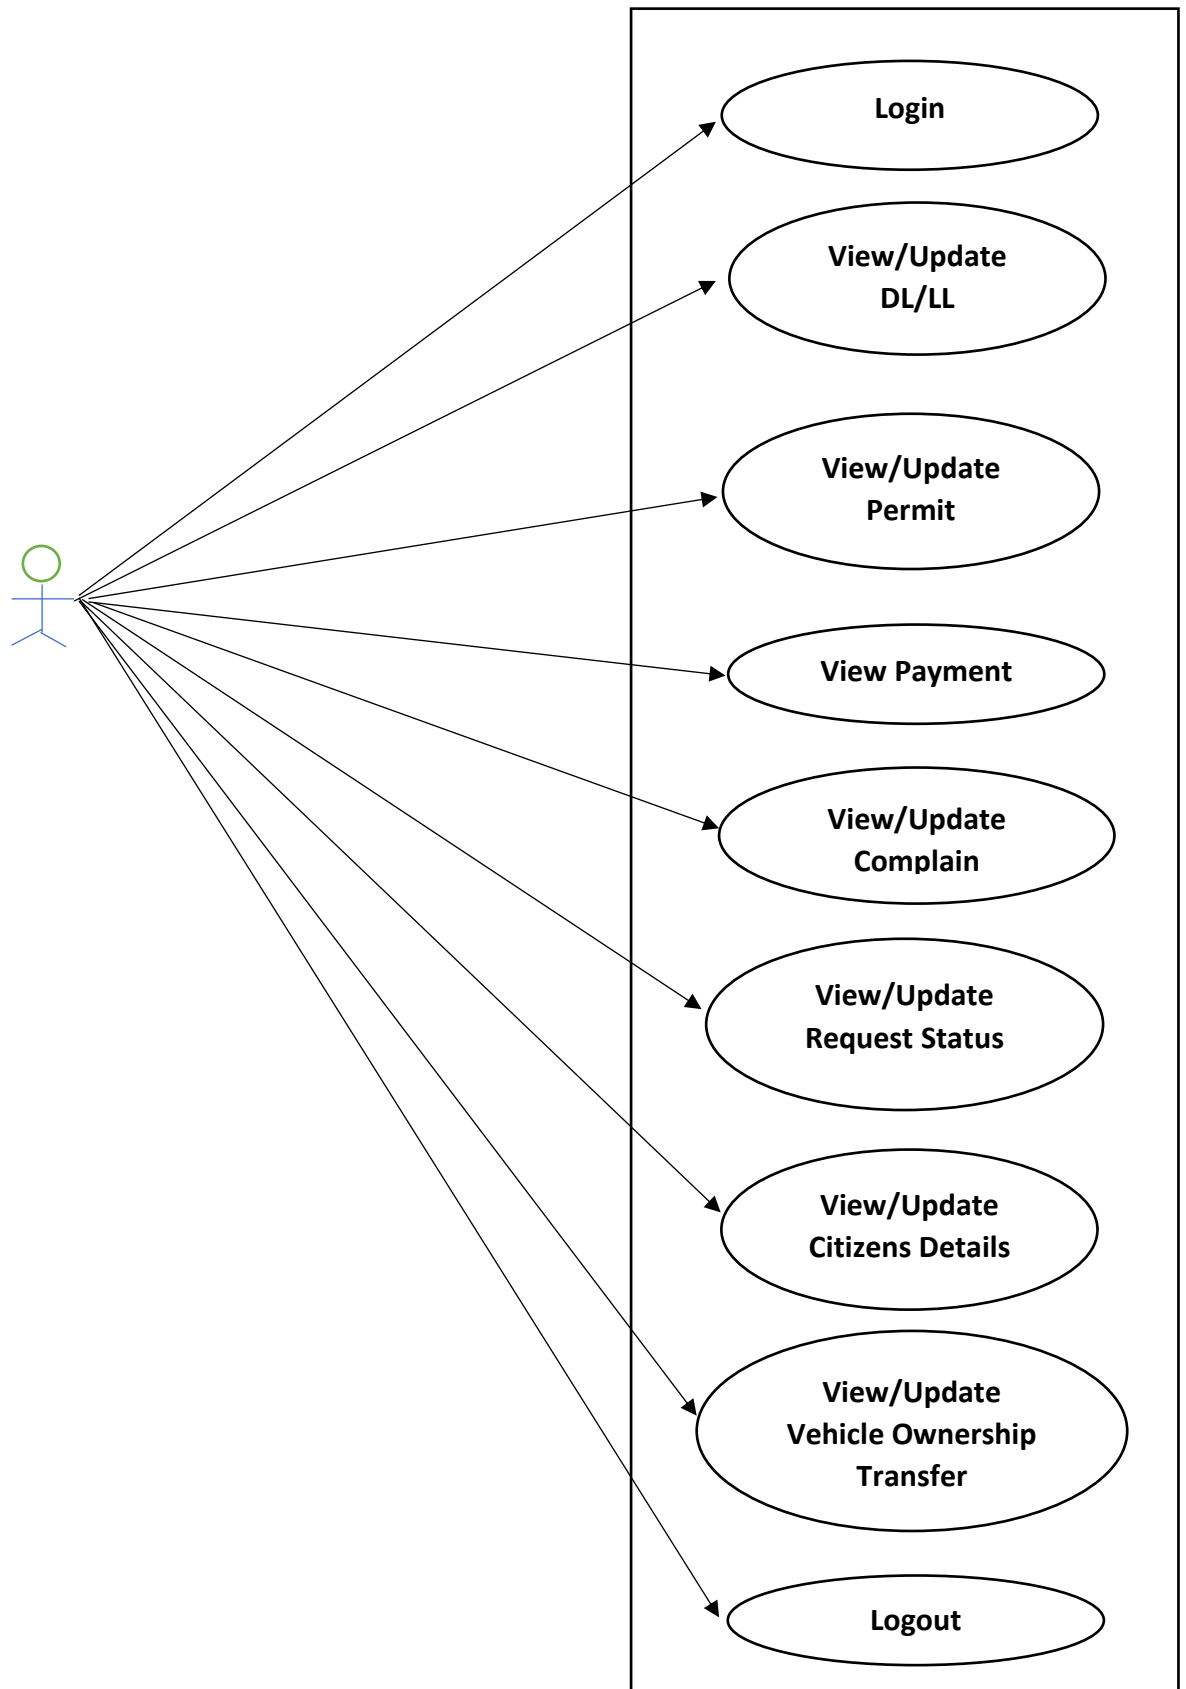 Login
View/Update
DL/LL
View/Update
Permit
View Payment
View/Update
Complain
View/Update
Request Status
View/Update
Citizens Details
View/Update
Vehicle Ownership
Transfer
Logout